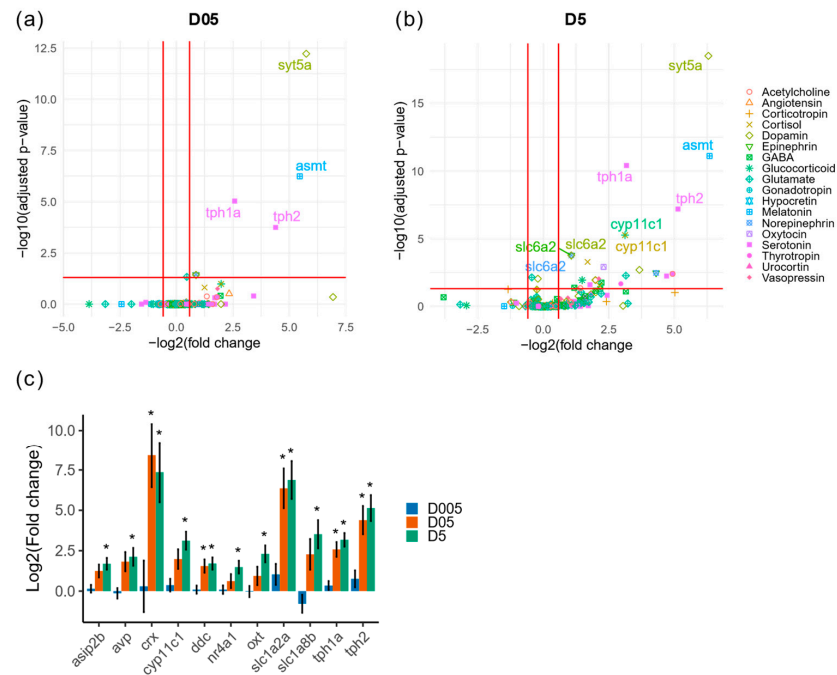 (a)
D05
12.5
10.0
7.5
5.0
2.5
0.0
−log10(adjusted p−value)
syt5a
asmt
tph1a
tph2
−5.0
−2.5
0.0
2.5
5.0
7.5
−log2(fold change
(b)
D5
15
10
5
0
−log10(adjusted p−value)
syt5a
asmt
tph1a
tph2
cyp11c1
slc6a2
slc6a2
cyp11c1
slc6a2
−2.5
0.0
2.5
5.0
−log2(fold change
Acetylcholine
Angiotensin
Corticotropin
Cortisol
Dopamin
Epinephrin
GABA
Glucocorticoid
Glutamate
Gonadotropin
Hypocretin
Melatonin
Norepinephrin
Oxytocin
Serotonin
Thyrotropin
Urocortin
Vasopressin
(c)
10.0
7.5
5.0
2.5
0.0
Log2(Fold change)
* * * * * * * * * * * * * * * * *
asip2b
avp
crx
cyp11c1
ddc
nr4a1
oxt
slc1a2a
slc1a8b
tph1a
tph2
D005
D05
D5